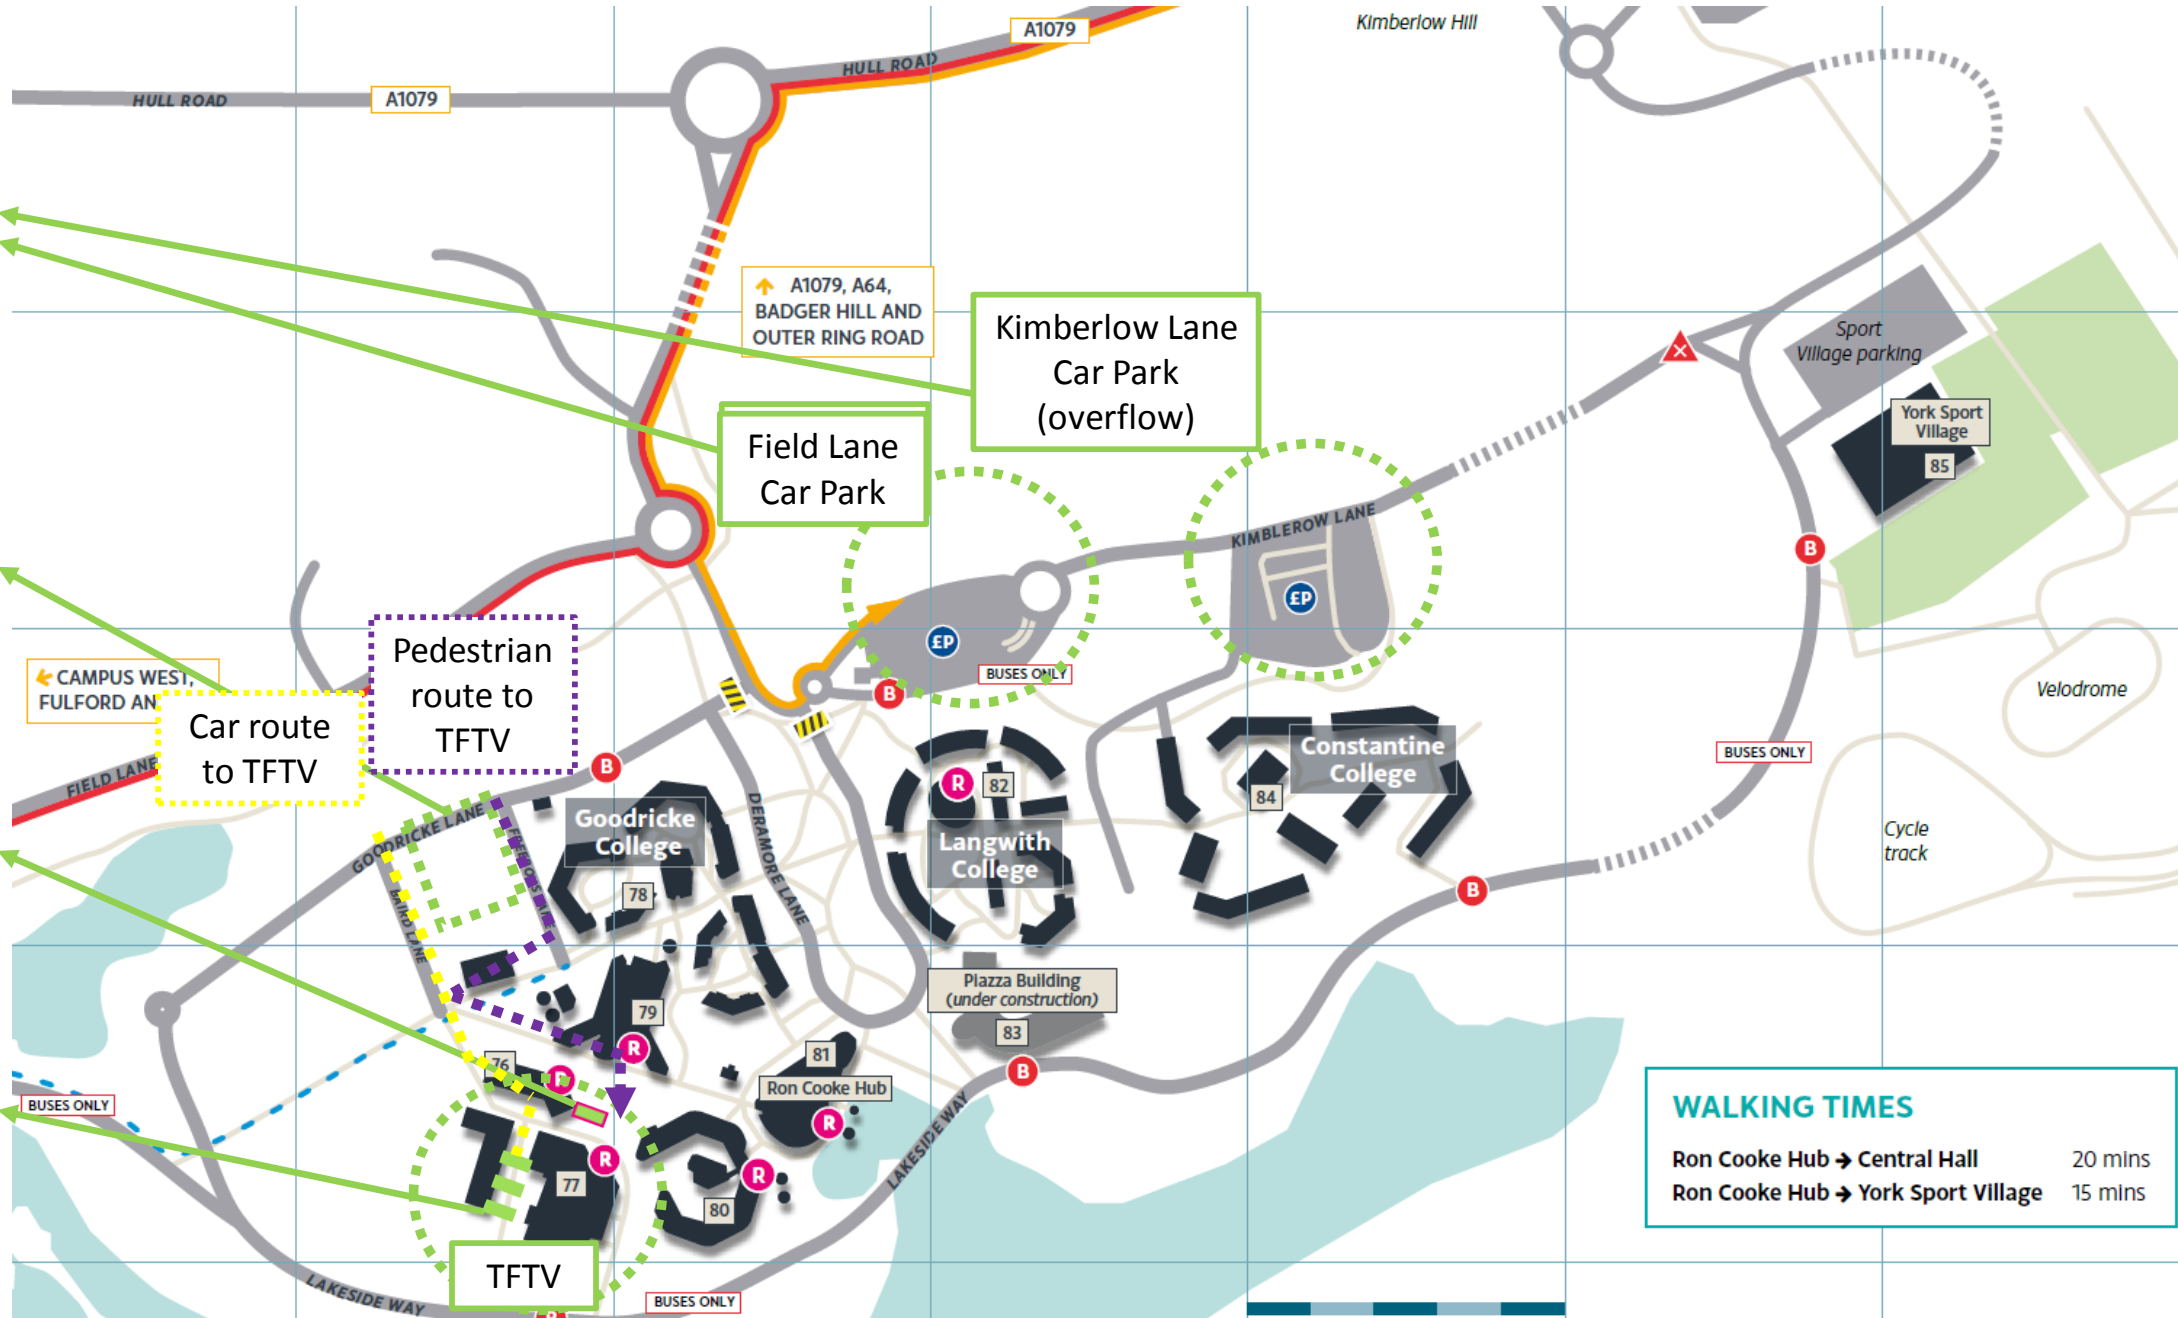 Kimberlow Hill
A1079
HULL ROAD
HULL ROAD
A1079
A1079, A64,
BADGER HILL AND
OUTER RING ROAD
Kimberlow Lane
Car Park
(overflow)
Sport
Village parking
York Sport
Village
85
Field Lane
Car Park
KIMBLEROW LANE
B
£P
£P
BUSES ONLY
B
CAMPUS WEST,
FULFORD AN
Pedestrian
route to
TFTV
Car route
to TFTV
Velodrome
BUSES ONLY
FIELD LANE
B
Constantine
College
84
R
82
Langwith
College
Goodricke
College
78
DERAMORE LANE
GOODRICKE LANE
LAIRD LANE
Cycle
track
B
Piazza Building
(under construction)
83
79
R
81
B
Ron Cooke Hub
R
76
BUSES ONLY
LAKESIDE WAY
R
77
R
80
TFTV
LAKESIDE WAY
BUSES ONLY
WALKING TIMES
Ron Cooke Hub → Central Hall 20 mins
Ron Cooke Hub → York Sport Village 15 mins